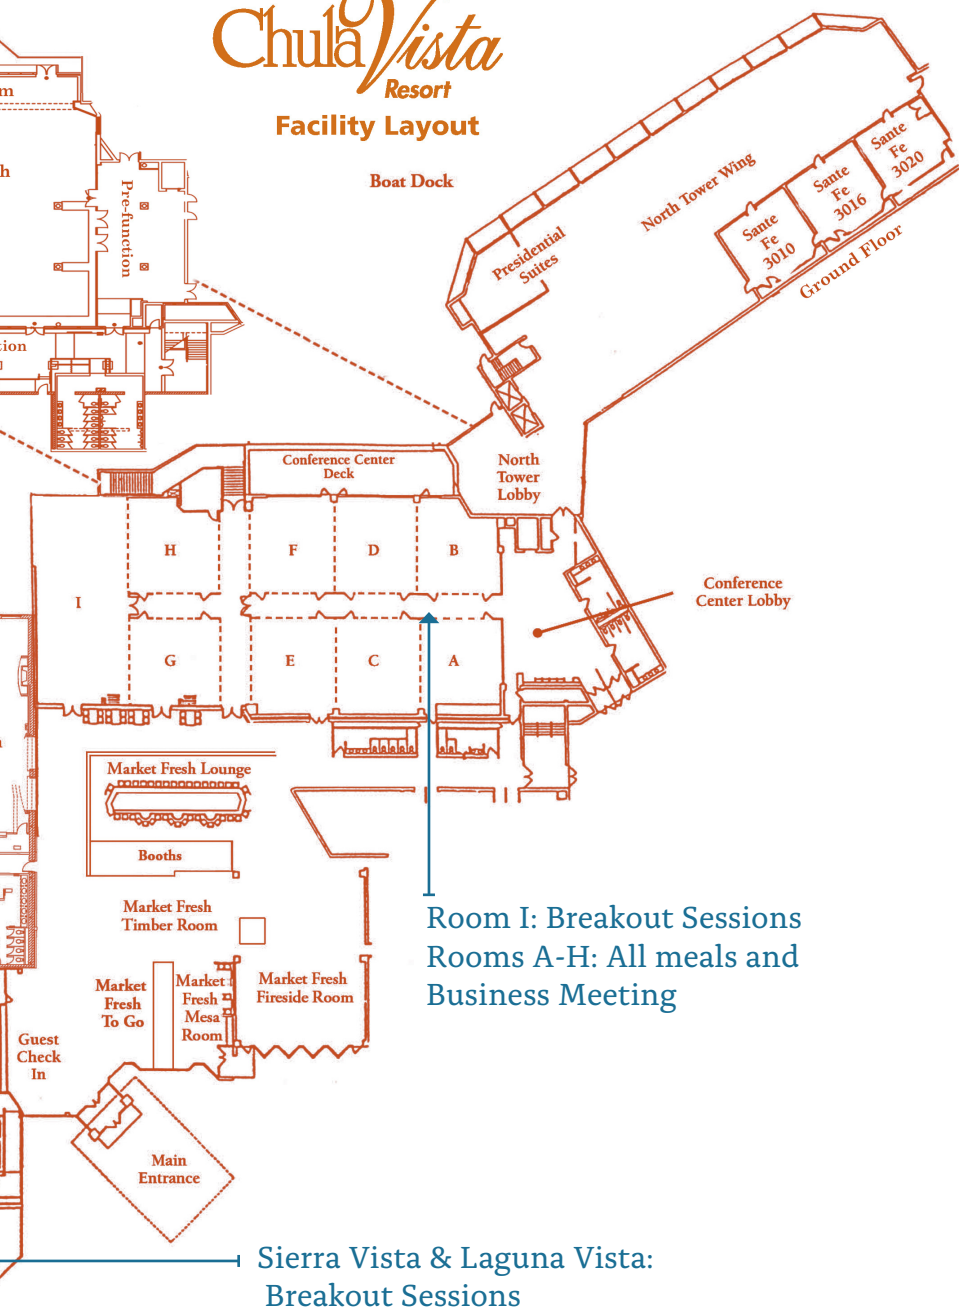 Chula Vista
Resort
Facility Layout
m
h
Pre-function
tion
Boat Dock
North Tower Wing
Presidential
Suites
Sante
Fe
3010
Sante
Fe
3016
Sante
Fe
3020
Ground Floor
Conference Center
Deck
North
Tower
Lobby
H
F
D
B
I
G
E
C
A
Conference
Center Lobby
Market Fresh Lounge
Booths
Market Fresh
Timber Room
Market
Fresh
To Go
Market
Fresh
Mesa
Room
Market Fresh
Fireside Room
Guest
Check
In
Main
Entrance
Room I: Breakout Sessions
Rooms A-H: All meals and
Business Meeting
Sierra Vista & Laguna Vista:
Breakout Sessions